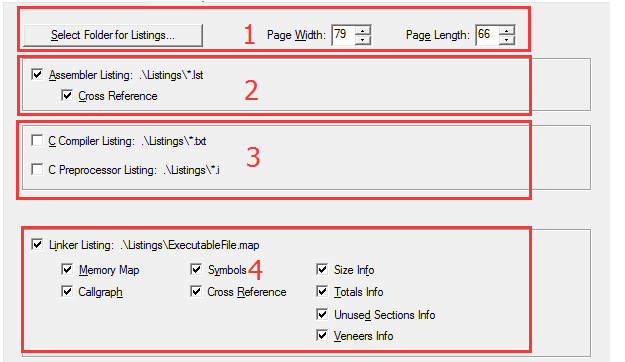 Select Folder for Listings... 1 Page Width: 79 Page Length: 66
Assembler Listing: .\Listings\*.lst
Cross Reference 2
C Compiler Listing: .\Listings\*.txt
3
C Preprocessor Listing: .\Listings\*.i
Linker Listing: .\Listings\ExecutableFile.map
Memory Map Symbols 4 Size Info
Callgraph Cross Reference Totals Info
Unused Sections Info
Veneers Info